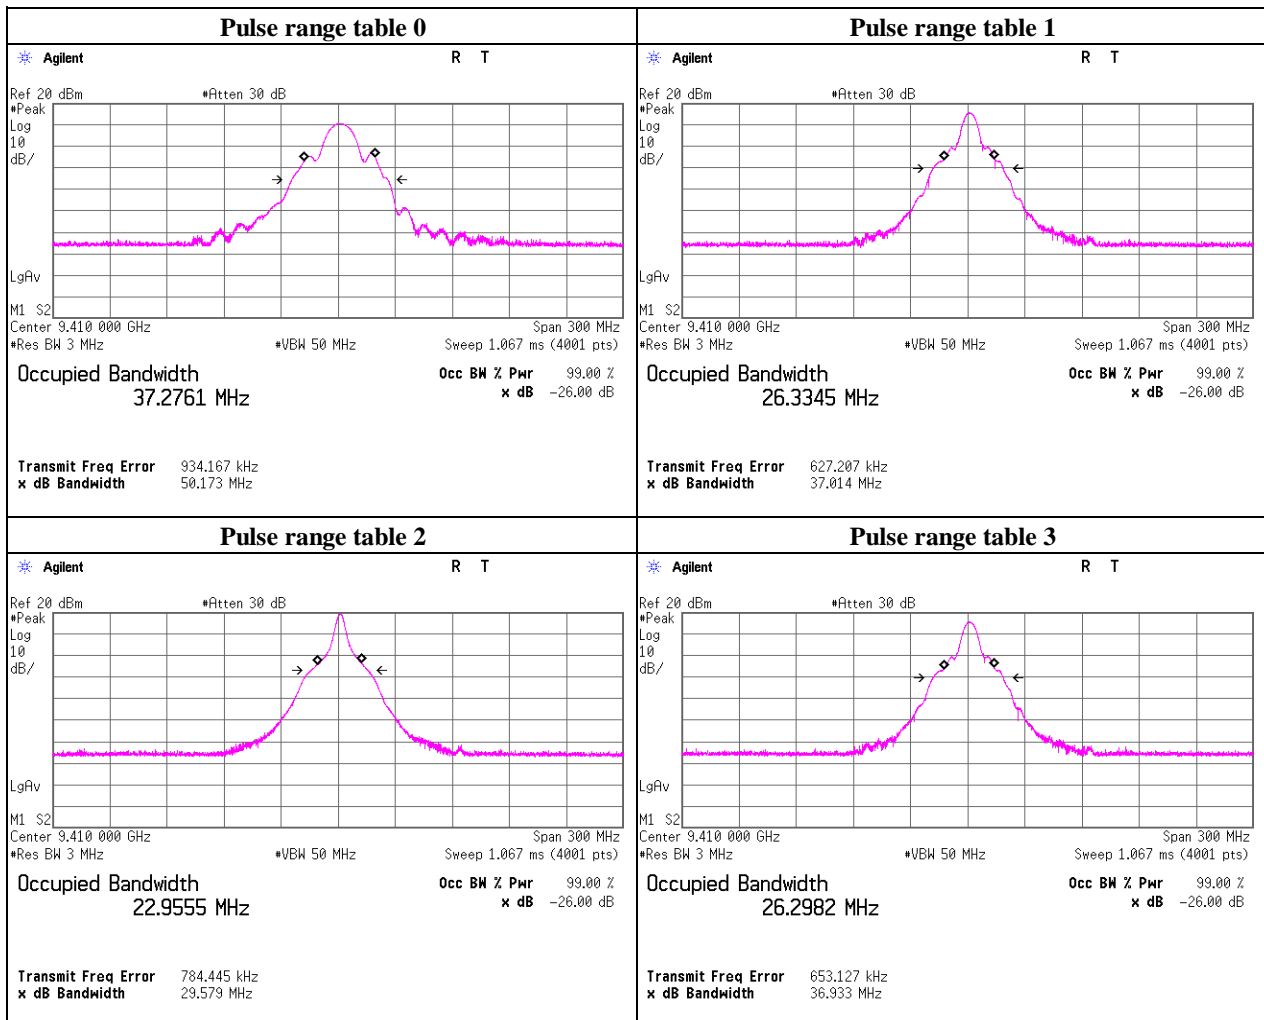 Pulse range table 0
Agilent
R T
Ref 20 dBm
#Atten 30 dB
#Peak
Log
10
dB/
LgAv
M1 S2
Center 9.410 000 GHz
Span 300 MHz
#Res BW 3 MHz
#VBW 50 MHz
Sweep 1.067 ms (4001 pts)
Occupied Bandwidth
37.2761 MHz
Occ BW % Pwr 99.00 %
x dB -26.00 dB
Transmit Freq Error 934.167 kHz
x dB Bandwidth 50.173 MHz
Pulse range table 1
Agilent
R T
Ref 20 dBm
#Atten 30 dB
#Peak
Log
10
dB/
LgAv
M1 S2
Center 9.410 000 GHz
Span 300 MHz
#Res BW 3 MHz
#VBW 50 MHz
Sweep 1.067 ms (4001 pts)
Occupied Bandwidth
26.3345 MHz
Occ BW % Pwr 99.00 %
x dB -26.00 dB
Transmit Freq Error 627.207 kHz
x dB Bandwidth 37.014 MHz
Pulse range table 2
Agilent
R T
Ref 20 dBm
#Atten 30 dB
#Peak
Log
10
dB/
LgAv
M1 S2
Center 9.410 000 GHz
Span 300 MHz
#Res BW 3 MHz
#VBW 50 MHz
Sweep 1.067 ms (4001 pts)
Occupied Bandwidth
22.9555 MHz
Occ BW % Pwr 99.00 %
x dB -26.00 dB
Transmit Freq Error 784.445 kHz
x dB Bandwidth 29.579 MHz
Pulse range table 3
Agilent
R T
Ref 20 dBm
#Atten 30 dB
#Peak
Log
10
dB/
LgAv
M1 S2
Center 9.410 000 GHz
Span 300 MHz
#Res BW 3 MHz
#VBW 50 MHz
Sweep 1.067 ms (4001 pts)
Occupied Bandwidth
26.2982 MHz
Occ BW % Pwr 99.00 %
x dB -26.00 dB
Transmit Freq Error 653.127 kHz
x dB Bandwidth 36.933 MHz